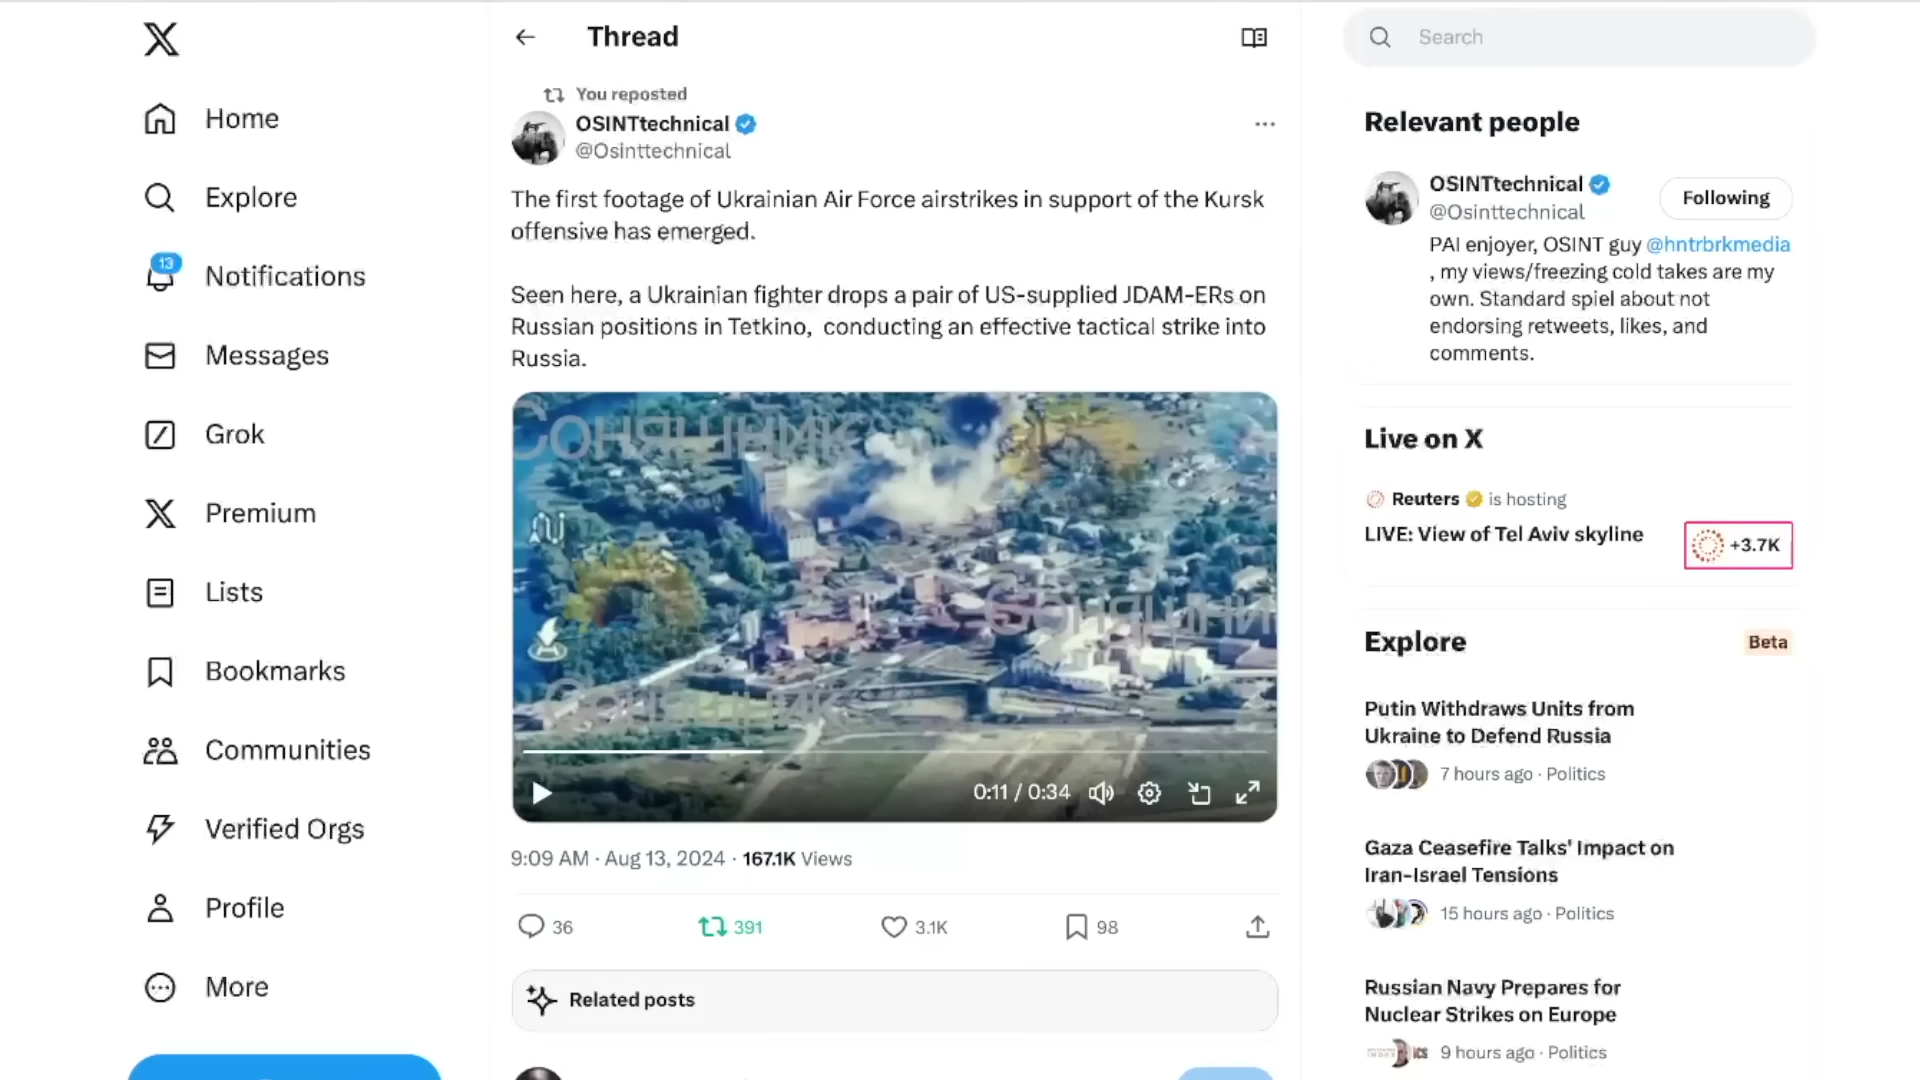 Home
Explore
13
Notifications
Messages
Grok
Premium
Lists
Bookmarks
Communities
Verified Orgs
Profile
More
Thread
You reposted
OSINTtechnical
@Osinttechnical
The first footage of Ukrainian Air Force airstrikes in support of the Kursk
offensive has emerged.
Seen here, a Ukrainian fighter drops a pair of US-supplied JDAM-ERs on
Russian positions in Tetkino, conducting an effective tactical strike into
Russia.
Соняшник
Соняшни
Соняшник
0:11 / 0:34
9:09 AM · Aug 13, 2024 · 167.1K Views
36
391
3.1K
98
Related posts
Search
Relevant people
OSINTtechnical
Following
@Osinttechnical
PAI enjoyer, OSINT guy @hntrbrkmedia
, my views/freezing cold takes are my
own. Standard spiel about not
endorsing retweets, likes, and
comments.
Live on X
Reuters is hosting
LIVE: View of Tel Aviv skyline
+3.7K
Explore
Beta
Putin Withdraws Units from
Ukraine to Defend Russia
7 hours ago · Politics
Gaza Ceasefire Talks' Impact on
Iran-Israel Tensions
15 hours ago · Politics
Russian Navy Prepares for
Nuclear Strikes on Europe
9 hours ago · Politics